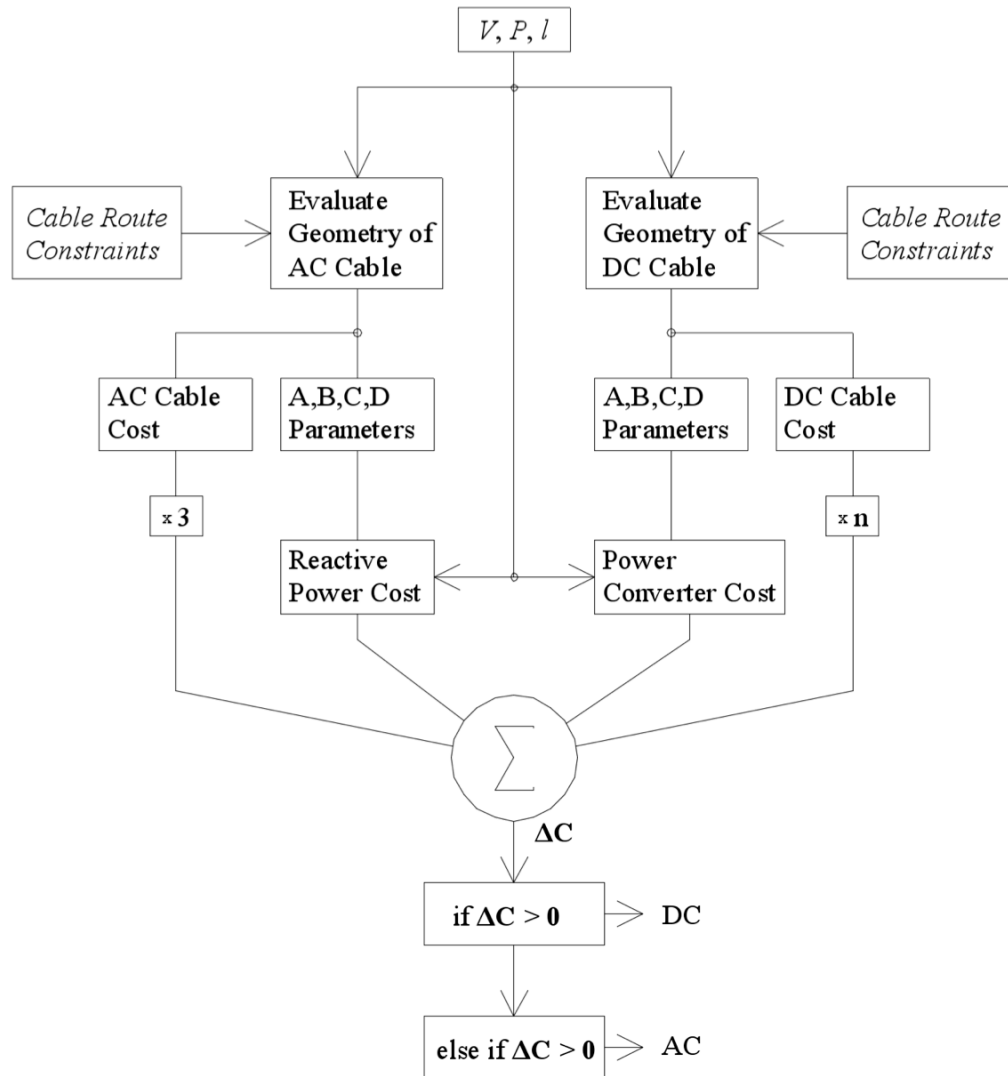 V, P, l
Evaluate
Geometry of
AC Cable
Evaluate
Geometry of
DC Cable
Cable Route
Constraints
Cable Route
Constraints
AC Cable
Cost
A,B,C,D
Parameters
A,B,C,D
Parameters
DC Cable
Cost
x 3
x n
Reactive
Power Cost
Power
Converter Cost
∑
ΔC
if ΔC > 0
DC
else if ΔC > 0
AC